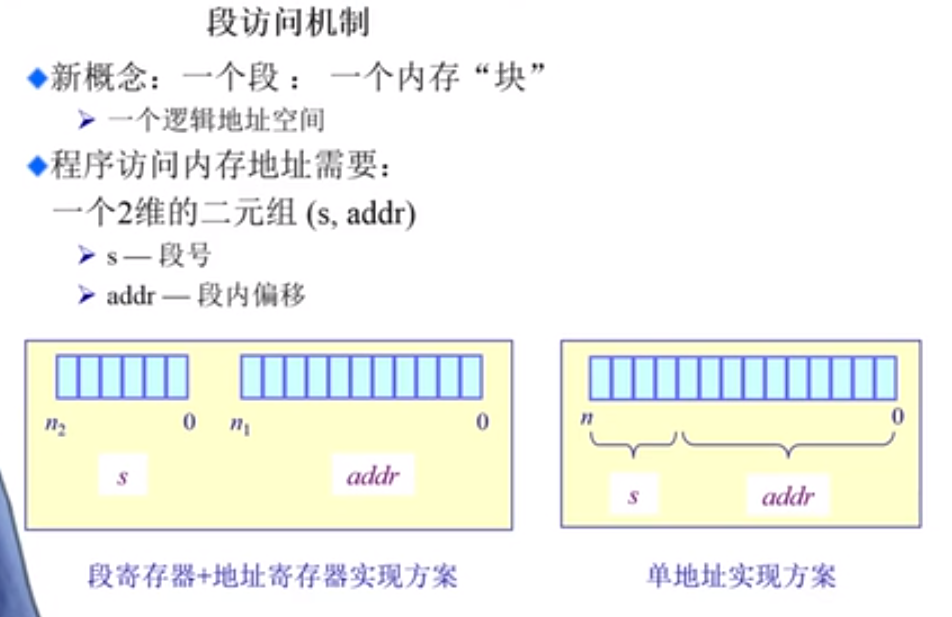 段访问机制
◆新概念：一个段： 一个内存“块”
➢ 一个逻辑地址空间
◆程序访问内存地址需要：
一个2维的二元组 (s, addr)
➢ s — 段号
➢ addr — 段内偏移
n₂ 0 n₁ 0
s addr
段寄存器+地址寄存器实现方案
n 0
s addr
单地址实现方案